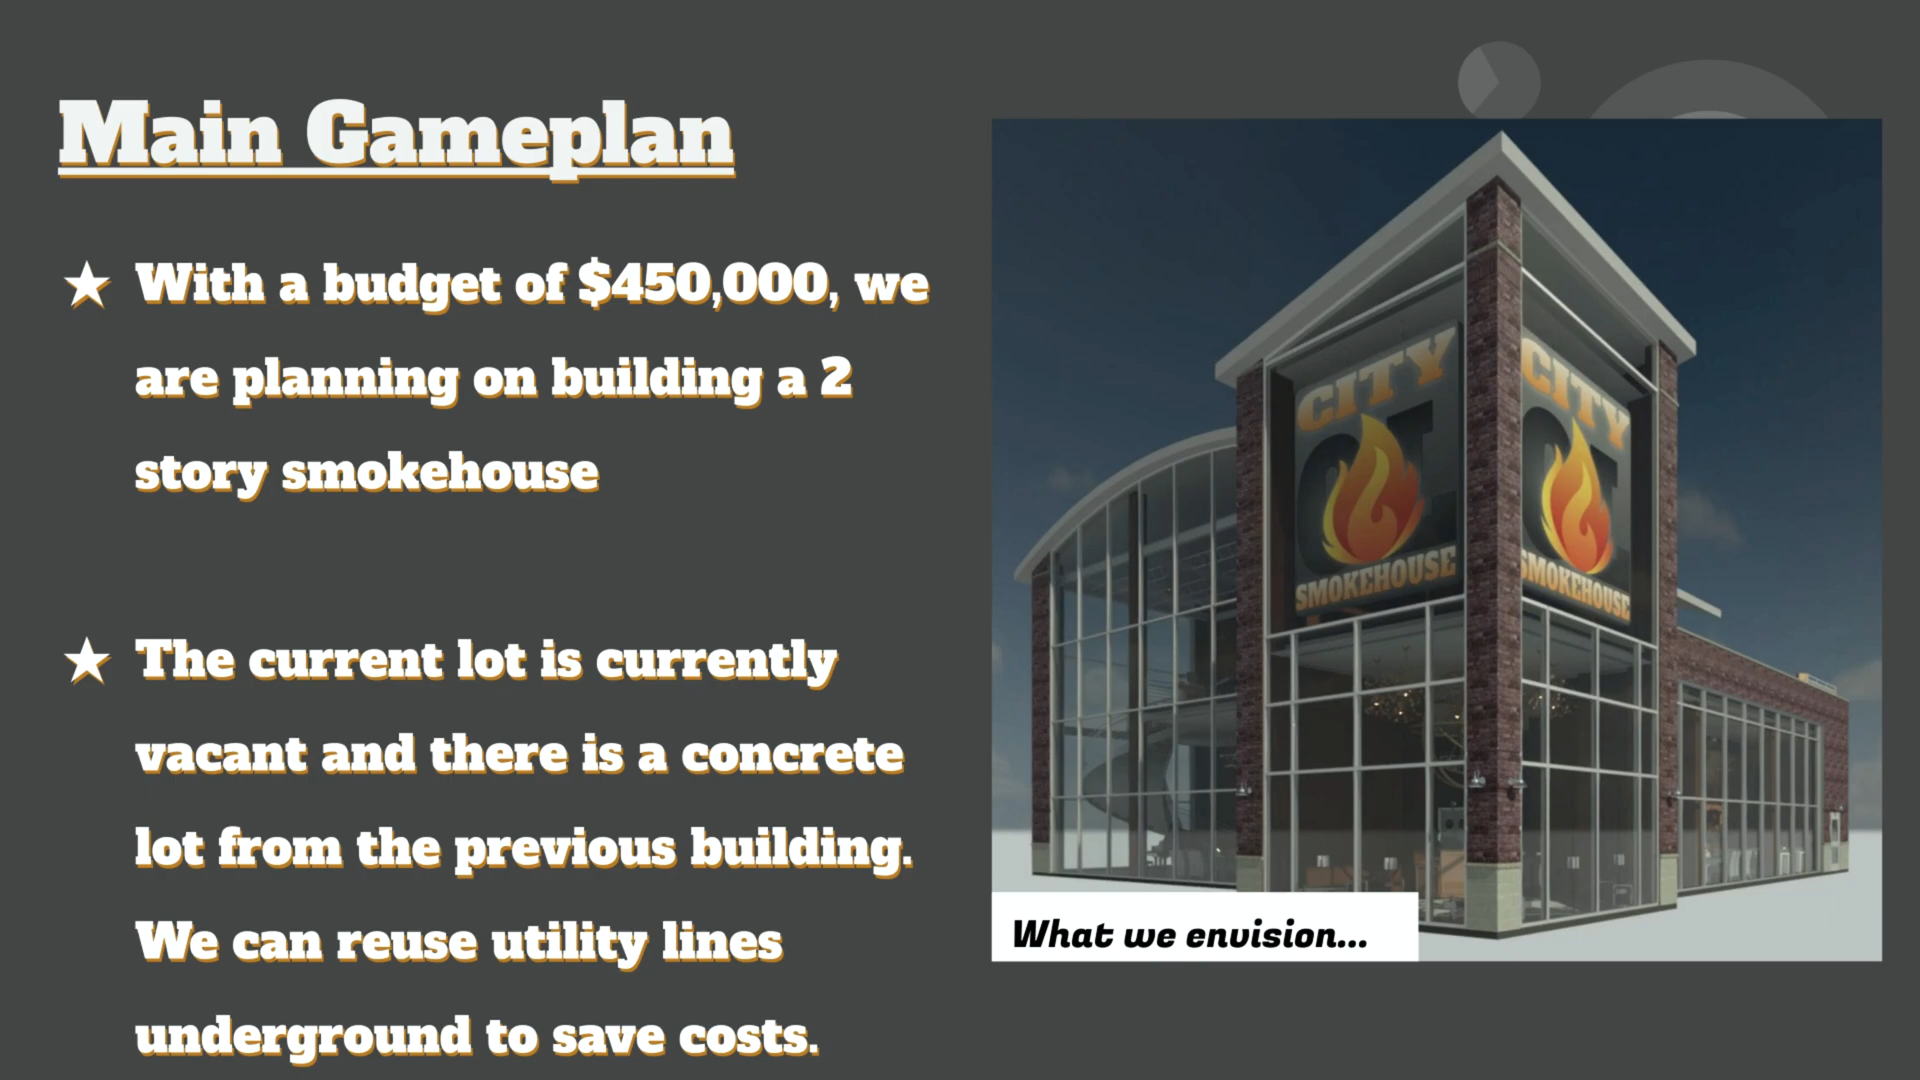 Main Gameplan
★ With a budget of $450,000, we
are planning on building a 2
story smokehouse
★ The current lot is currently
vacant and there is a concrete
lot from the previous building.
We can reuse utility lines
underground to save costs.
CITY
SMOKEHOUSE
CITY
SMOKEHOUSE
What we envision...